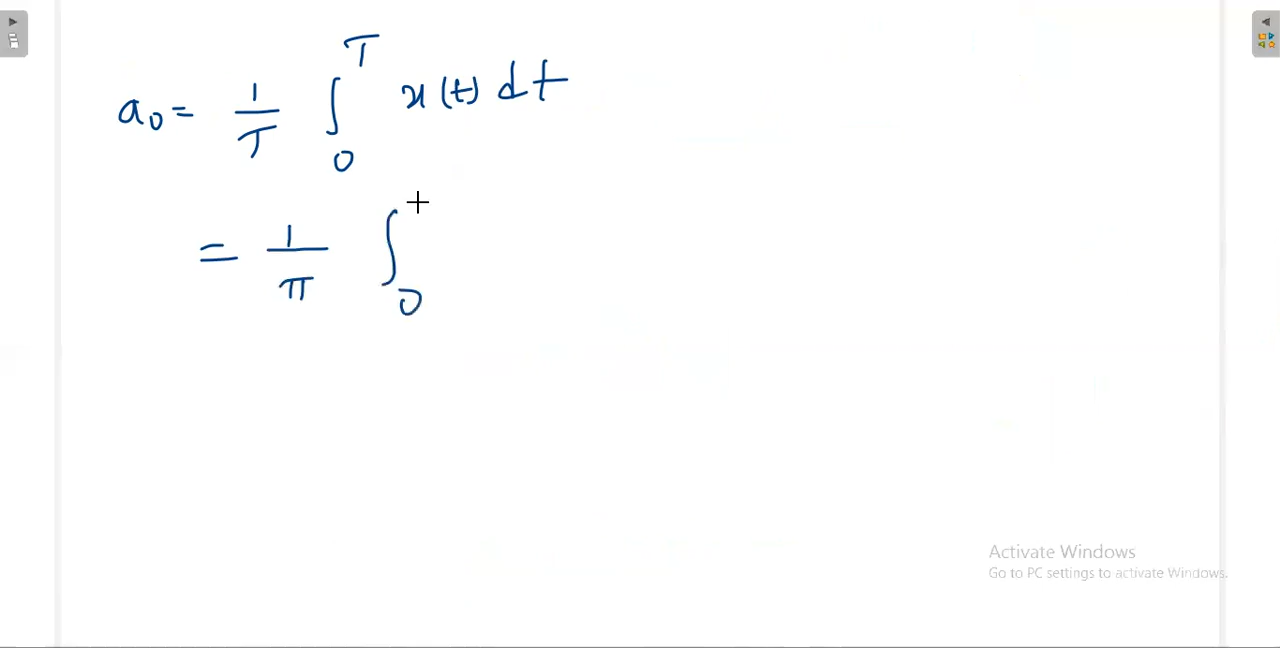 a₀ = 1/T ∫₀ᵀ x(t) dt
= 1/π ∫₀
Activate Windows
Go to PC settings to activate Windows.